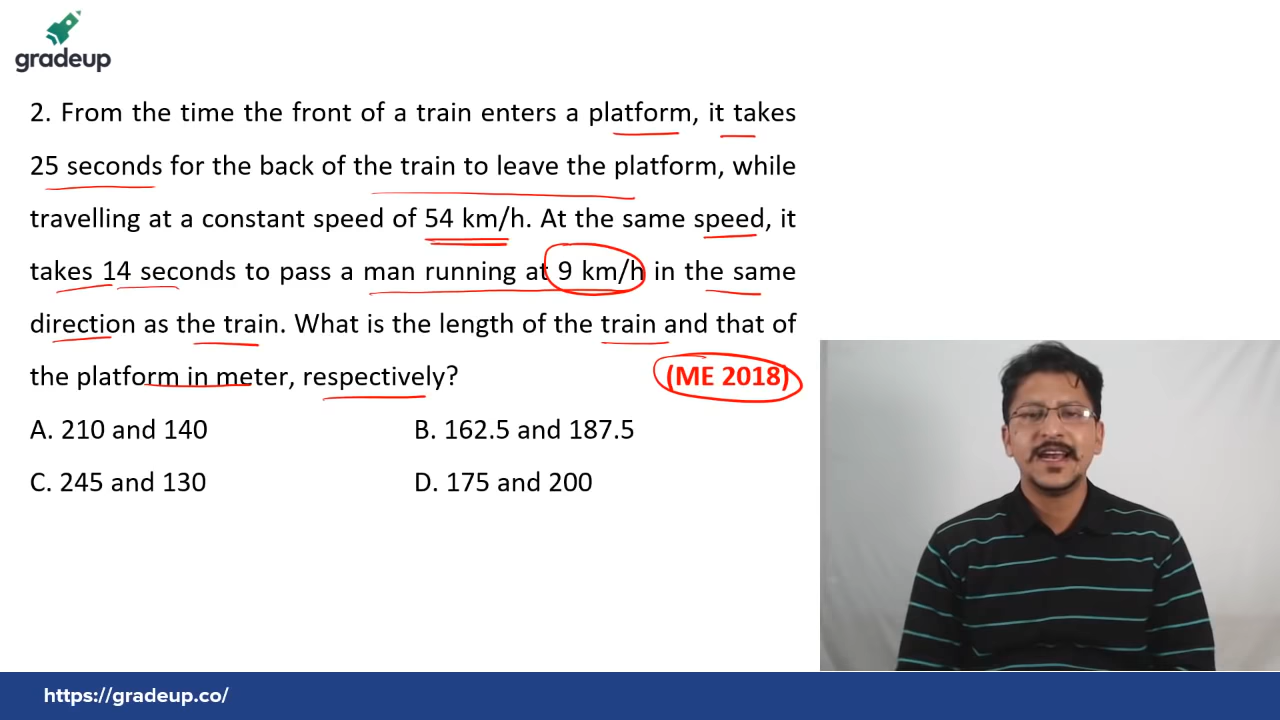 gradeup
2. From the time the front of a train enters a platform, it takes
25 seconds for the back of the train to leave the platform, while
travelling at a constant speed of 54 km/h. At the same speed, it
takes 14 seconds to pass a man running at 9 km/h in the same
direction as the train. What is the length of the train and that of
the platform in meter, respectively? (ME 2018)
A. 210 and 140 B. 162.5 and 187.5
C. 245 and 130 D. 175 and 200
https://gradeup.co/